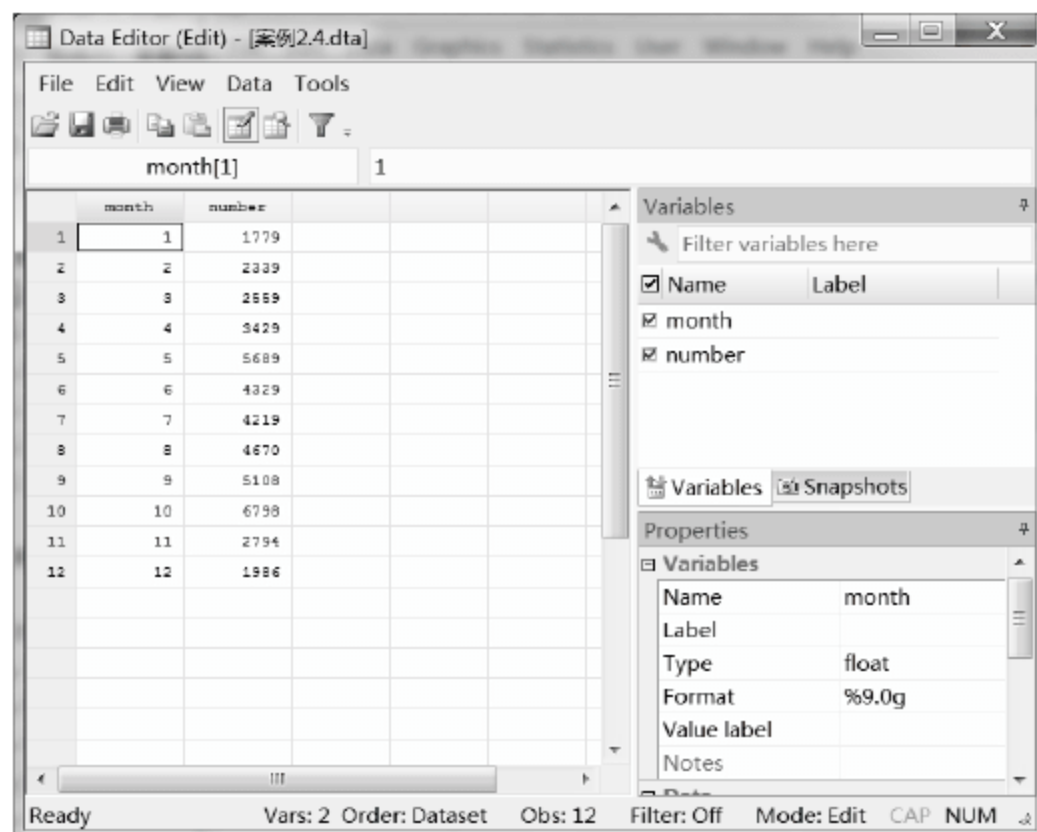 Data Editor (Edit) - [案例2.4.dta]
File Edit View Data Tools
month[1] 1
month number
1 1 1779
2 2 2339
3 3 2559
4 4 3429
5 5 5689
6 6 4329
7 7 4219
8 8 4670
9 9 5108
10 10 6798
11 11 2794
12 12 1986
Variables
Filter variables here
Name Label
month
number
Variables Snapshots
Properties
Variables
Name month
Label
Type float
Format %9.0g
Value label
Notes
Ready Vars: 2 Order: Dataset Obs: 12 Filter: Off Mode: Edit CAP NUM